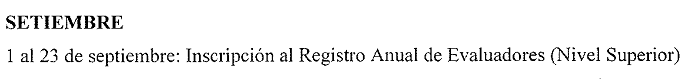 SETIEMBRE
1 al 23 de septiembre: Inscripción al Registro Anual de Evaluadores (Nivel Superior)